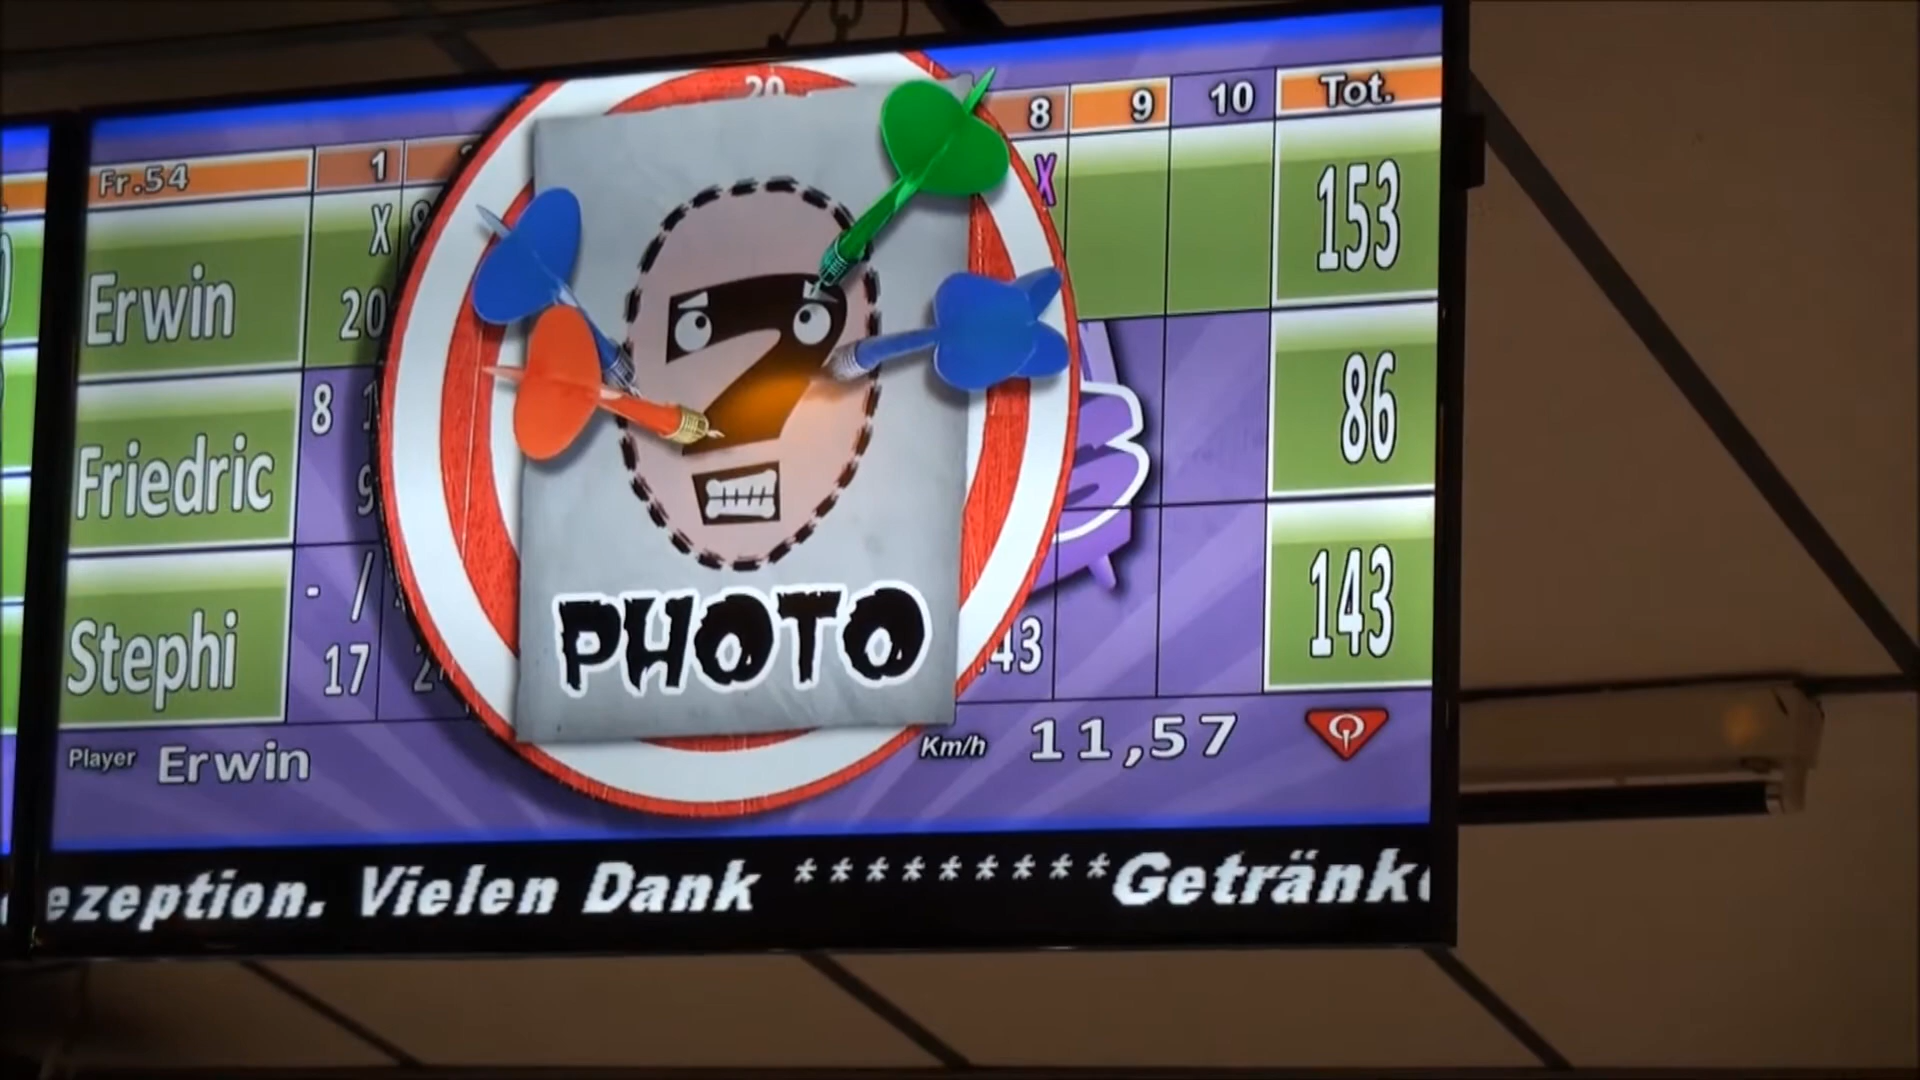 20
Fr.54 1 8 9 10 Tot.
X X
Erwin 20 153
8
Friedric 9 86
- /
Stephi 17 43 143
PHOTO
Player Erwin Km/h 11,57
ezeption. Vielen Dank *********Getränk